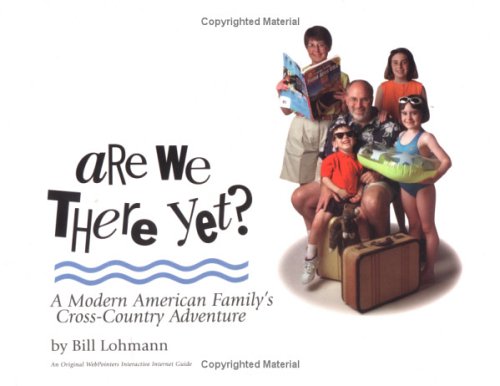 Copyrighted Material
aRe We
THere Yet?
A Modern American Family's
Cross-Country Adventure
by Bill Lohmann
An Original WebPointers Interactive Internet Guide
Copyrighted Material